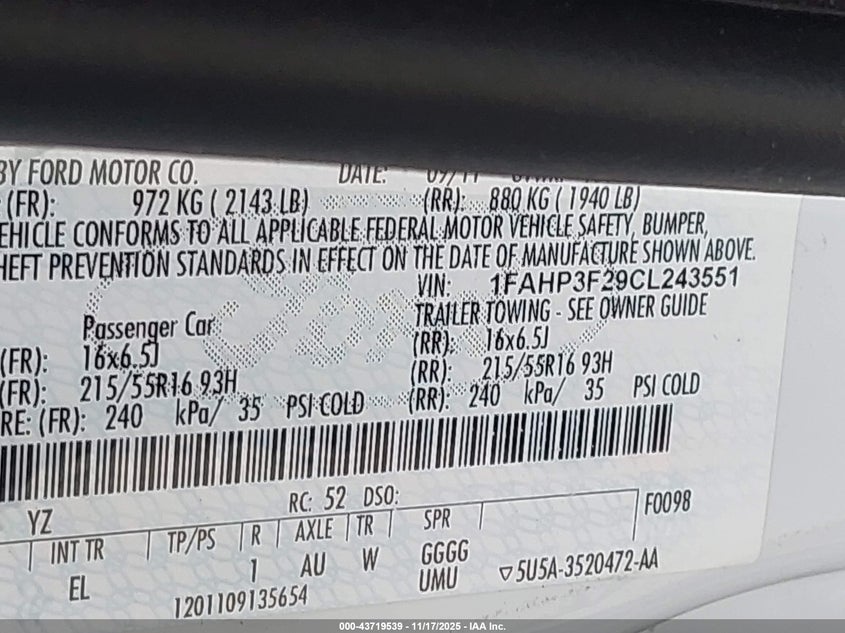 BY FORD MOTOR CO. DATE: 09/11
(FR): 972 KG ( 2143 LB) (RR): 880 KG ( 1940 LB)
EHICLE CONFORMS TO ALL APPLICABLE FEDERAL MOTOR VEHICLE SAFETY, BUMPER,
HEFT PREVENTION STANDARDS IN EFFECT ON THE DATE OF MANUFACTURE SHOWN ABOVE.
VIN: 1FAHP3F29CL243551
Passenger Car TRAILER TOWING - SEE OWNER GUIDE
(FR): 16x6.5J (RR): 16x6.5J
(FR): 215/55R16 93H (RR): 215/55R16 93H
RE: (FR): 240 kPa/ 35 PSI COLD (RR): 240 kPa/ 35 PSI COLD
YZ RC: 52 DSO: F0098
INT TR TP/PS R AXLE TR SPR
EL 1 AU W GGGG
UMU ▽5U5A-3520472-AA
1201109135654
000-43719539 - 11/17/2025 - IAA Inc.